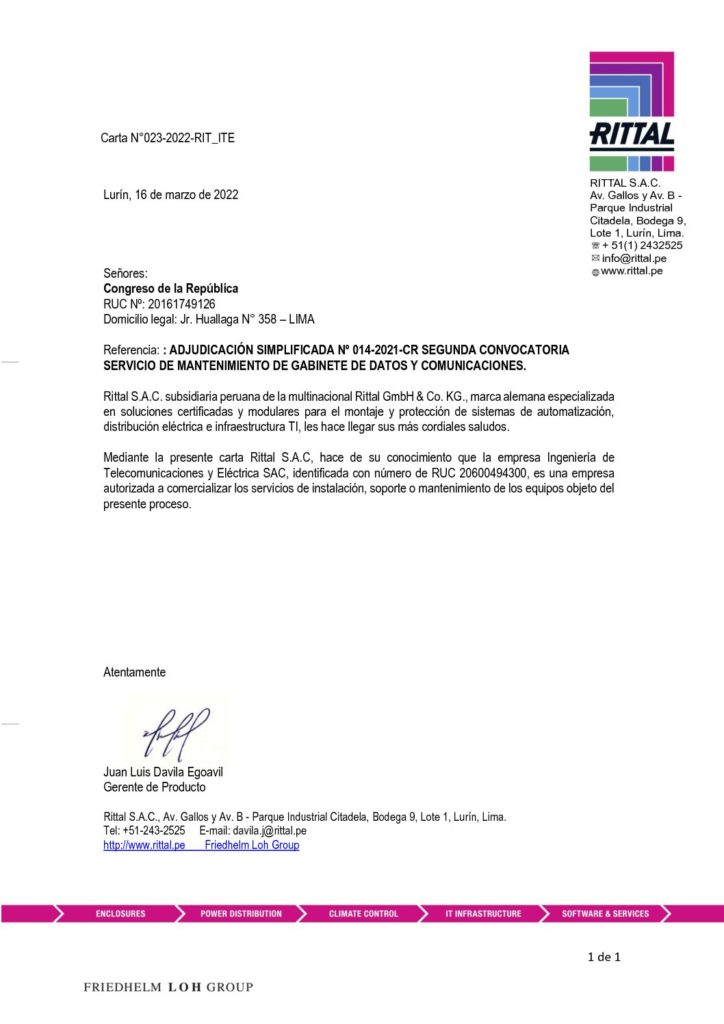 RITTAL
Carta N°023-2022-RIT_ITE
RITTAL S.A.C.
Av. Gallos y Av. B -
Parque Industrial
Citadela, Bodega 9,
Lote 1, Lurín, Lima.
☏ + 51(1) 2432525
✉ info@rittal.pe
www.rittal.pe
Lurín, 16 de marzo de 2022
Señores:
Congreso de la República
RUC Nº: 20161749126
Domicilio legal: Jr. Huallaga N° 358 – LIMA
Referencia: : ADJUDICACIÓN SIMPLIFICADA Nº 014-2021-CR SEGUNDA CONVOCATORIA
SERVICIO DE MANTENIMIENTO DE GABINETE DE DATOS Y COMUNICACIONES.
Rittal S.A.C. subsidiaria peruana de la multinacional Rittal GmbH & Co. KG., marca alemana especializada
en soluciones certificadas y modulares para el montaje y protección de sistemas de automatización,
distribución eléctrica e infraestructura TI, les hace llegar sus más cordiales saludos.
Mediante la presente carta Rittal S.A.C, hace de su conocimiento que la empresa Ingeniería de
Telecomunicaciones y Eléctrica SAC, identificada con número de RUC 20600494300, es una empresa
autorizada a comercializar los servicios de instalación, soporte o mantenimiento de los equipos objeto del
presente proceso.
Atentamente
Juan Luis Davila Egoavil
Gerente de Producto
Rittal S.A.C., Av. Gallos y Av. B - Parque Industrial Citadela, Bodega 9, Lote 1, Lurín, Lima.
Tel: +51-243-2525 E-mail: davila.j@rittal.pe
http://www.rittal.pe Friedhelm Loh Group
ENCLOSURES POWER DISTRIBUTION CLIMATE CONTROL IT INFRASTRUCTURE SOFTWARE & SERVICES
1 de 1
FRIEDHELM LOH GROUP